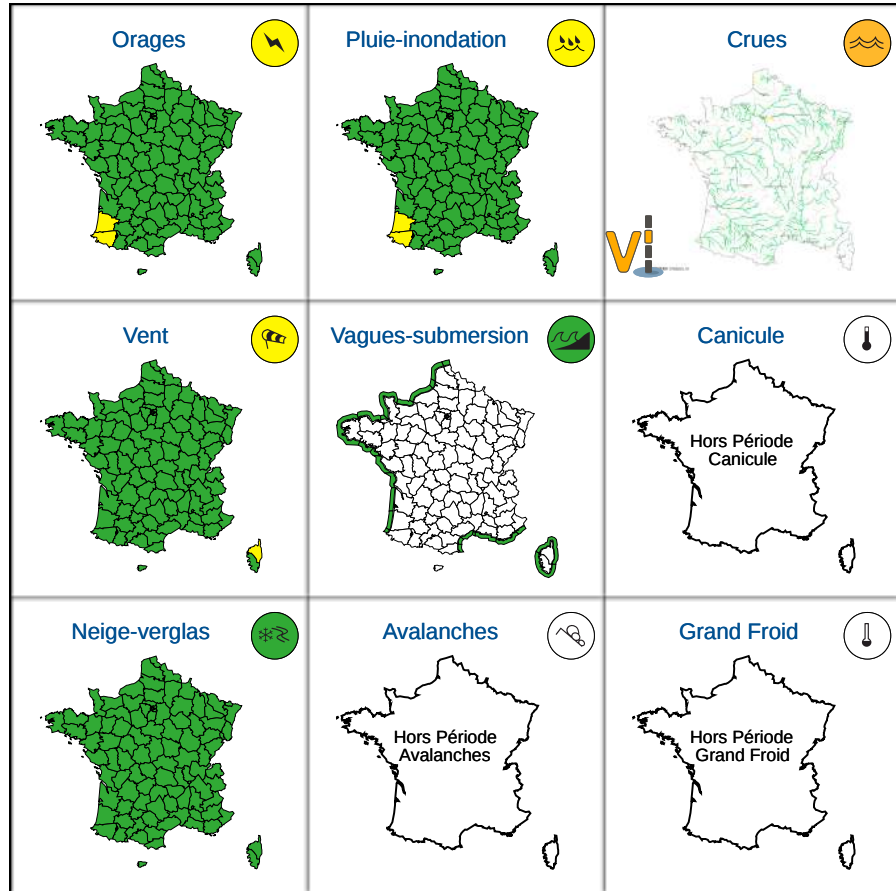 Orages
Pluie-inondation
Crues
Vi
Vent
Vagues-submersion
Canicule
Hors Période
Canicule
Neige-verglas
Avalanches
Hors Période
Avalanches
Grand Froid
Hors Période
Grand Froid